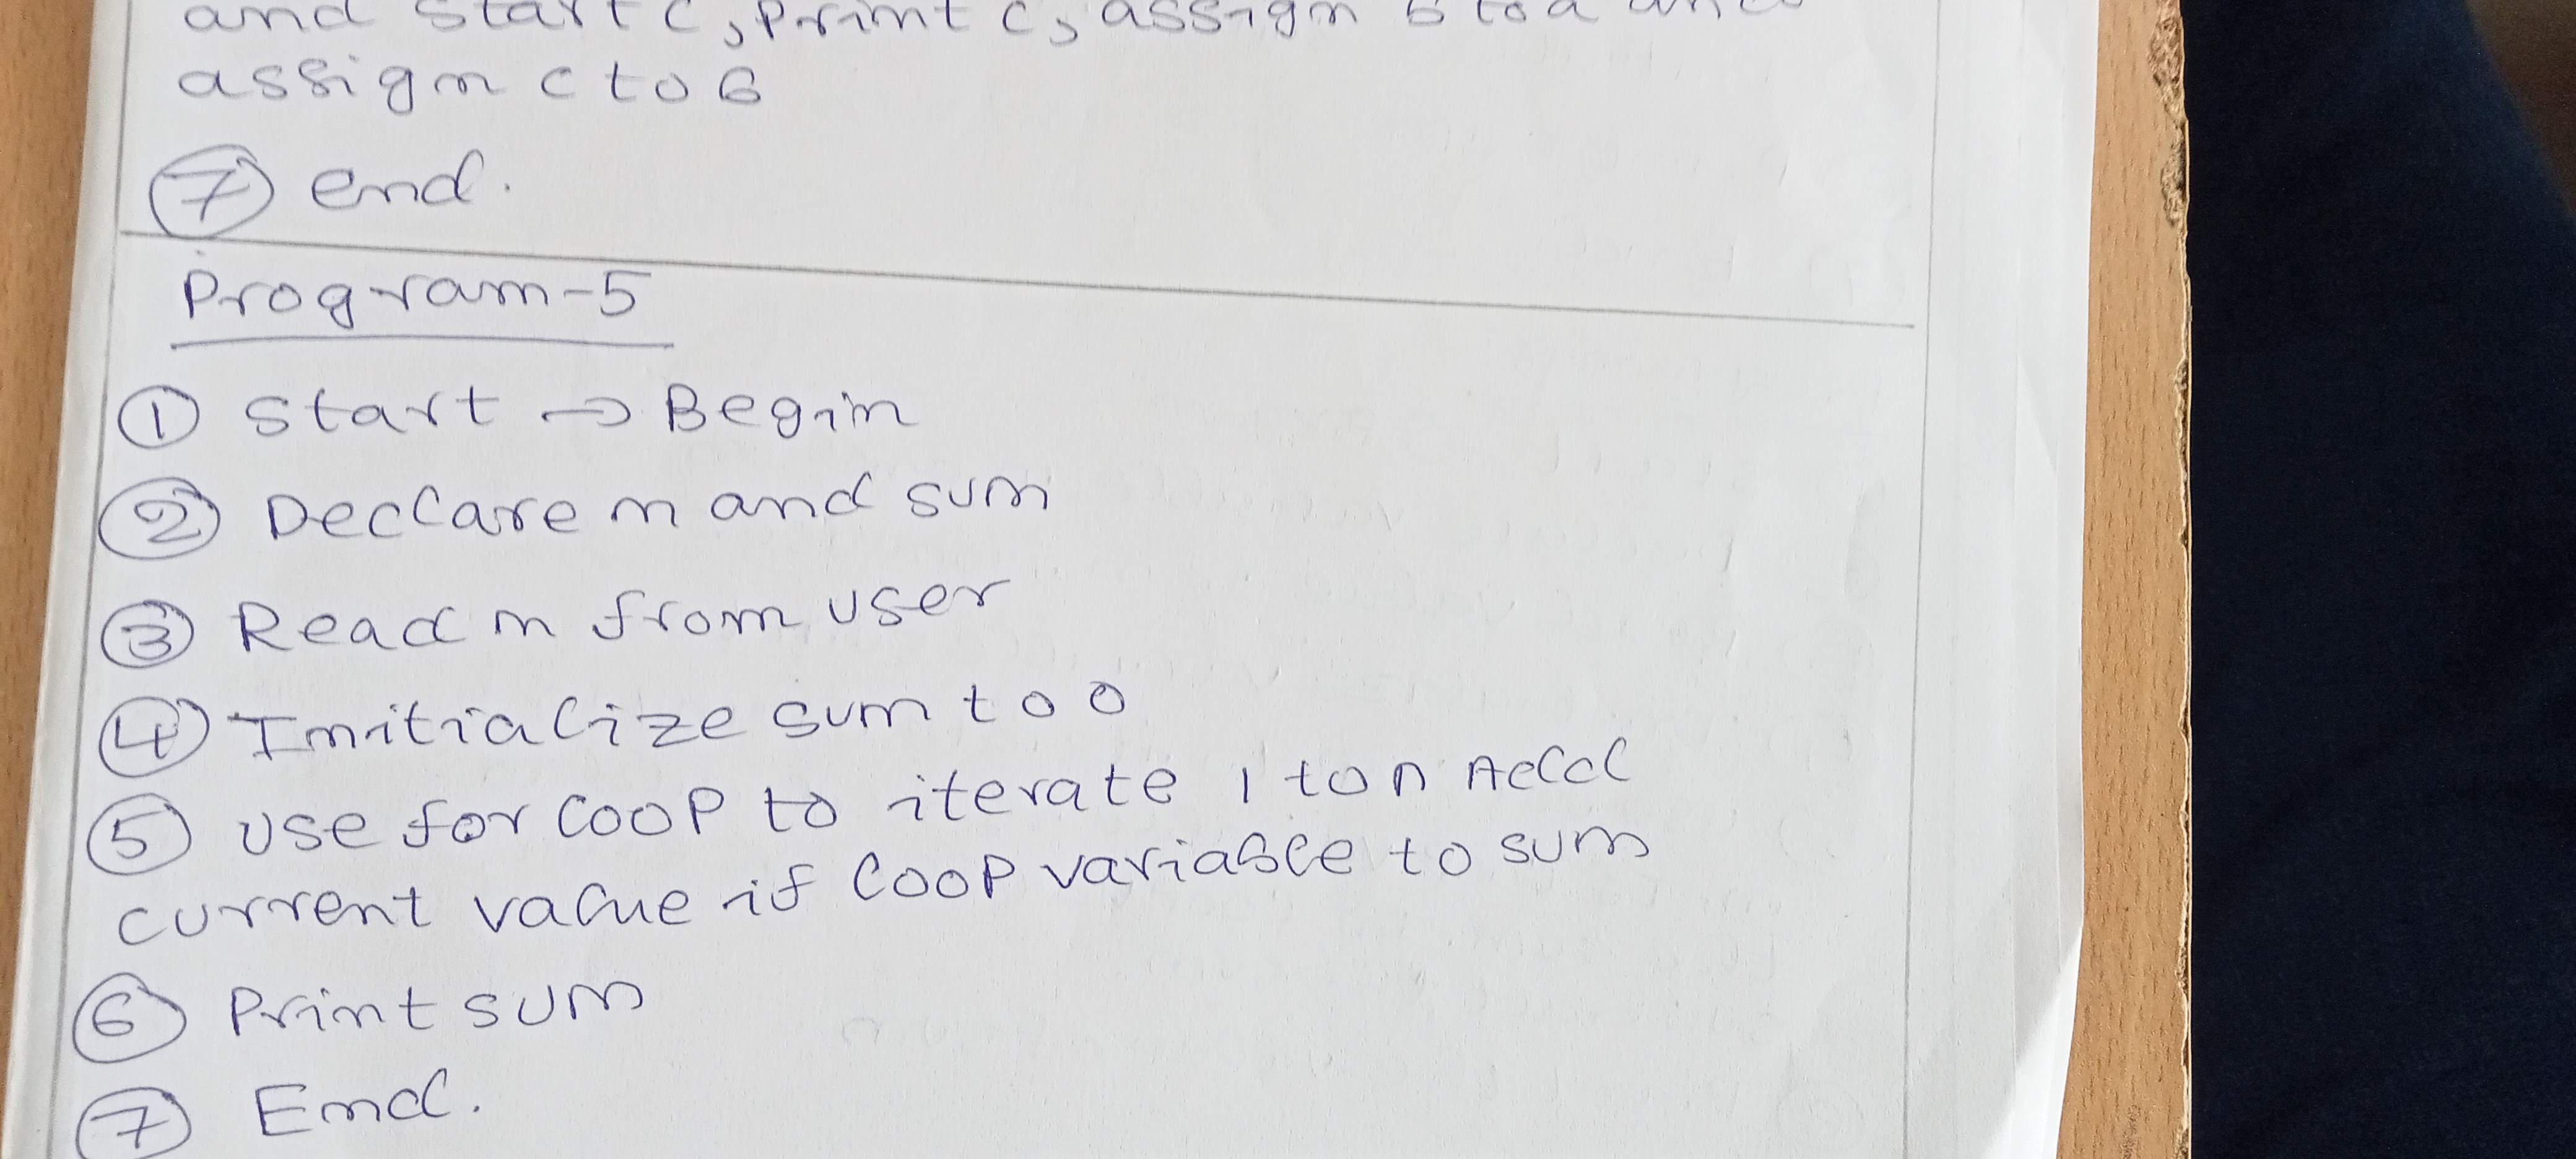 and start c, print c, assign b to a and
assign c to b
⑦ end.
Program-5
① Start → Begin
② Declare n and sum
③ Read n from user
④ Initialize sum to 0
⑤ use for loop to iterate 1 to n Add
current value if loop variable to sum
⑥ Print sum
⑦ End.